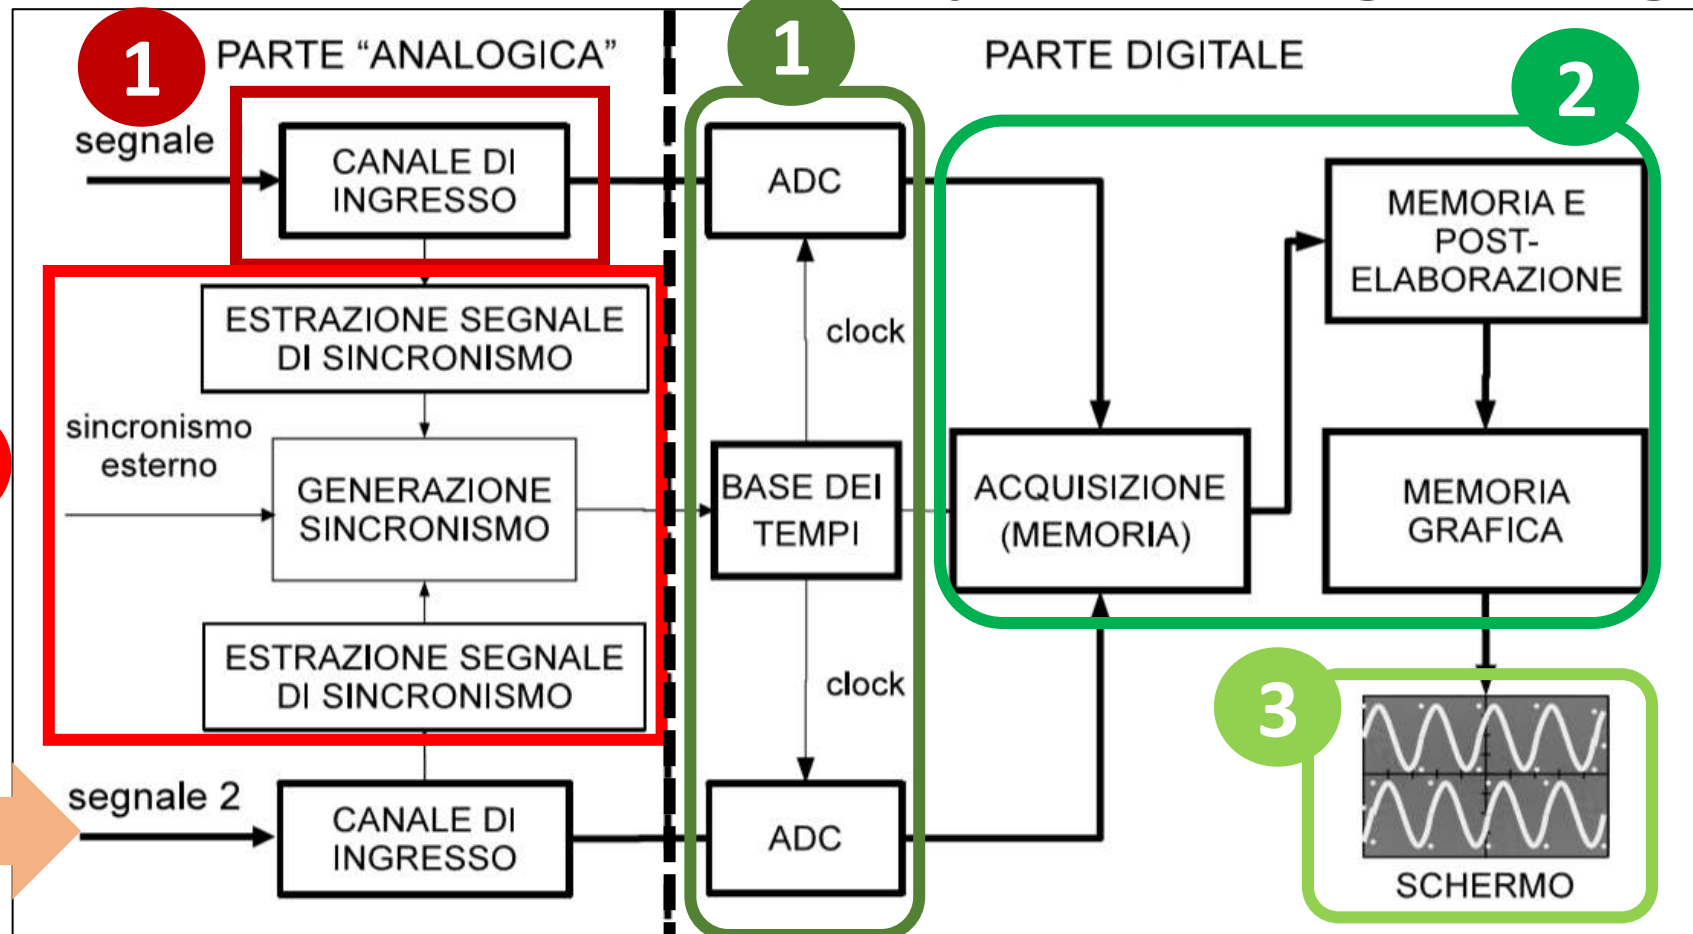 1
PARTE “ANALOGICA”
1
PARTE DIGITALE
2
segnale
CANALE DI
INGRESSO
ADC
MEMORIA E
POST-
ELABORAZIONE
ESTRAZIONE SEGNALE
DI SINCRONISMO
clock
sincronismo
esterno
GENERAZIONE
SINCRONISMO
BASE DEI
TEMPI
ACQUISIZIONE
(MEMORIA)
MEMORIA
GRAFICA
ESTRAZIONE SEGNALE
DI SINCRONISMO
clock
3
segnale 2
CANALE DI
INGRESSO
ADC
SCHERMO